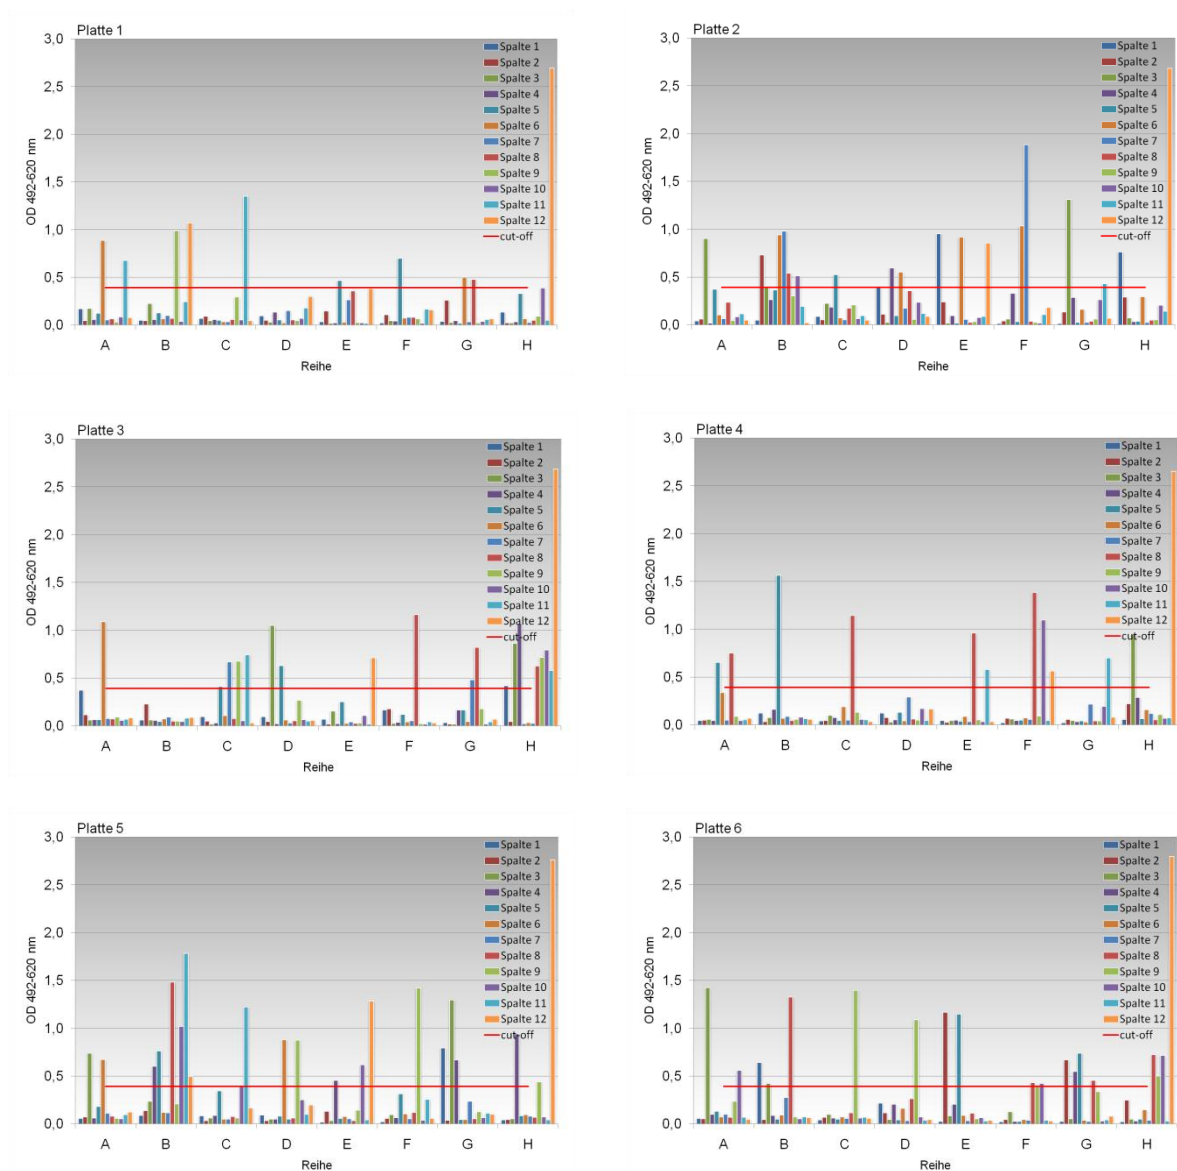 Platte 1
3,0
2,5
2,0
1,5
1,0
0,5
0,0
OD 492-620 nm
A B C D E F G H
Reihe
Spalte 1
Spalte 2
Spalte 3
Spalte 4
Spalte 5
Spalte 6
Spalte 7
Spalte 8
Spalte 9
Spalte 10
Spalte 11
Spalte 12
cut-off
Platte 2
3,0
2,5
2,0
1,5
1,0
0,5
0,0
OD 492-620 nm
A B C D E F G H
Reihe
Spalte 1
Spalte 2
Spalte 3
Spalte 4
Spalte 5
Spalte 6
Spalte 7
Spalte 8
Spalte 9
Spalte 10
Spalte 11
Spalte 12
cut-off
Platte 3
3,0
2,5
2,0
1,5
1,0
0,5
0,0
OD 492-620 nm
A B C D E F G H
Reihe
Spalte 1
Spalte 2
Spalte 3
Spalte 4
Spalte 5
Spalte 6
Spalte 7
Spalte 8
Spalte 9
Spalte 10
Spalte 11
Spalte 12
cut-off
Platte 4
3,0
2,5
2,0
1,5
1,0
0,5
0,0
OD 492-620 nm
A B C D E F G H
Reihe
Spalte 1
Spalte 2
Spalte 3
Spalte 4
Spalte 5
Spalte 6
Spalte 7
Spalte 8
Spalte 9
Spalte 10
Spalte 11
Spalte 12
cut-off
Platte 5
3,0
2,5
2,0
1,5
1,0
0,5
0,0
OD 492-620 nm
A B C D E F G H
Reihe
Spalte 1
Spalte 2
Spalte 3
Spalte 4
Spalte 5
Spalte 6
Spalte 7
Spalte 8
Spalte 9
Spalte 10
Spalte 11
Spalte 12
cut-off
Platte 6
3,0
2,5
2,0
1,5
1,0
0,5
0,0
OD 492-620 nm
A B C D E F G H
Reihe
Spalte 1
Spalte 2
Spalte 3
Spalte 4
Spalte 5
Spalte 6
Spalte 7
Spalte 8
Spalte 9
Spalte 10
Spalte 11
Spalte 12
cut-off